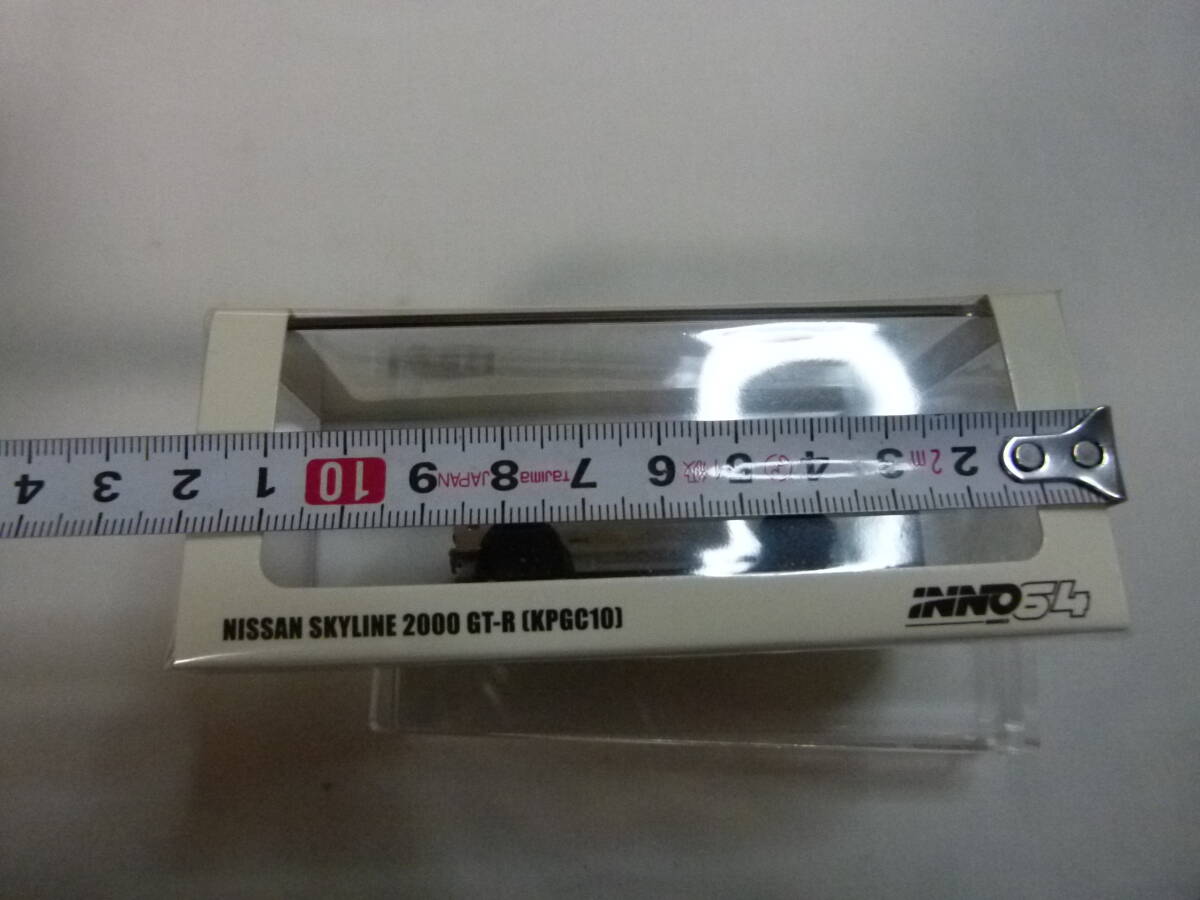 4 3 2 1 10 9 JAPAN 8 Tajima 7 6 5 4 3 2m 2
NISSAN SKYLINE 2000 GT-R (KPGC10)
INNO64